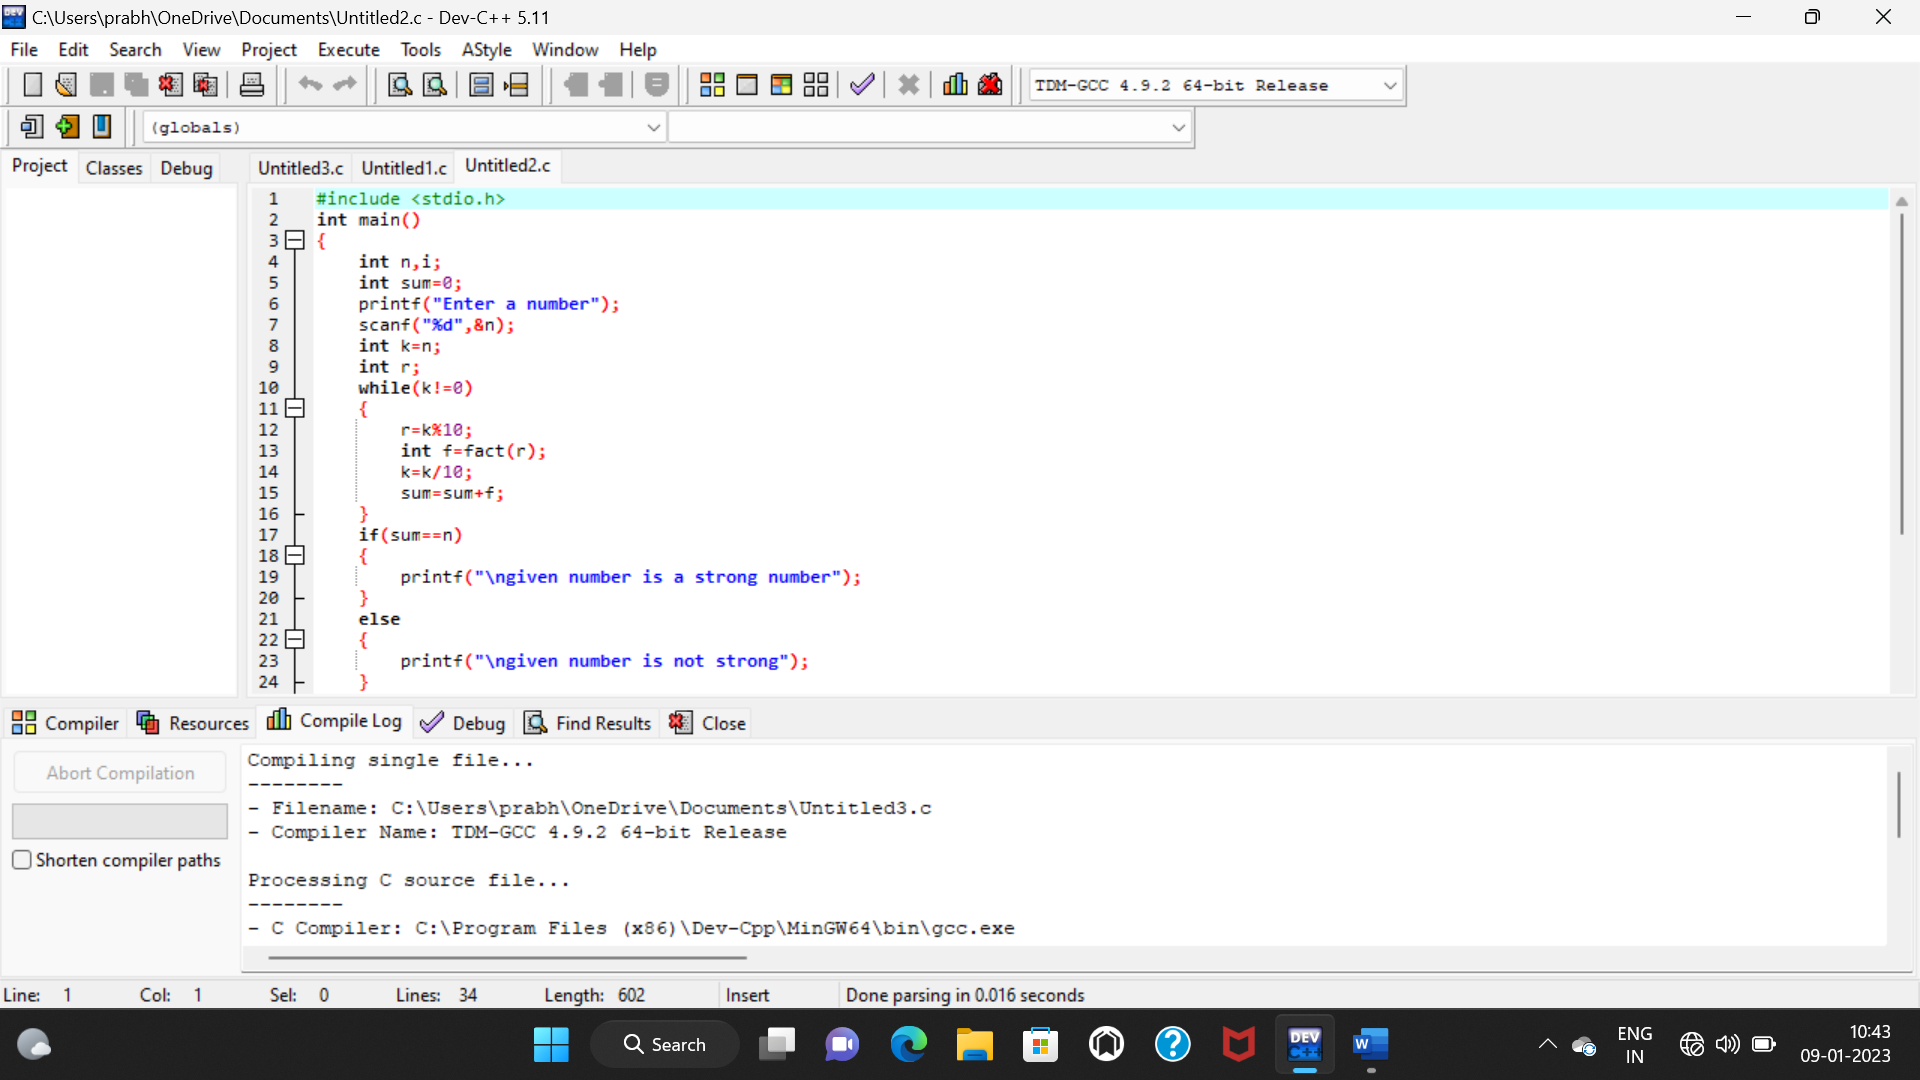 C:\Users\prabh\OneDrive\Documents\Untitled2.c - Dev-C++ 5.11
File Edit Search View Project Execute Tools AStyle Window Help
TDM-GCC 4.9.2 64-bit Release
(globals)
Project Classes Debug Untitled3.c Untitled1.c Untitled2.c
1 #include <stdio.h>
2 int main()
3 {
4 int n,i;
5 int sum=0;
6 printf("Enter a number");
7 scanf("%d",&n);
8 int k=n;
9 int r;
10 while(k!=0)
11 {
12 r=k%10;
13 int f=fact(r);
14 k=k/10;
15 sum=sum+f;
16 }
17 if(sum==n)
18 {
19 printf("\ngiven number is a strong number");
20 }
21 else
22 {
23 printf("\ngiven number is not strong");
24 }
Compiler Resources Compile Log Debug Find Results Close
Abort Compilation
Shorten compiler paths
Compiling single file...
--------
- Filename: C:\Users\prabh\OneDrive\Documents\Untitled3.c
- Compiler Name: TDM-GCC 4.9.2 64-bit Release
Processing C source file...
--------
- C Compiler: C:\Program Files (x86)\Dev-Cpp\MinGW64\bin\gcc.exe
Line: 1 Col: 1 Sel: 0 Lines: 34 Length: 602 Insert Done parsing in 0.016 seconds
Search
DEV
C++
W
ENG
IN
10:43
09-01-2023